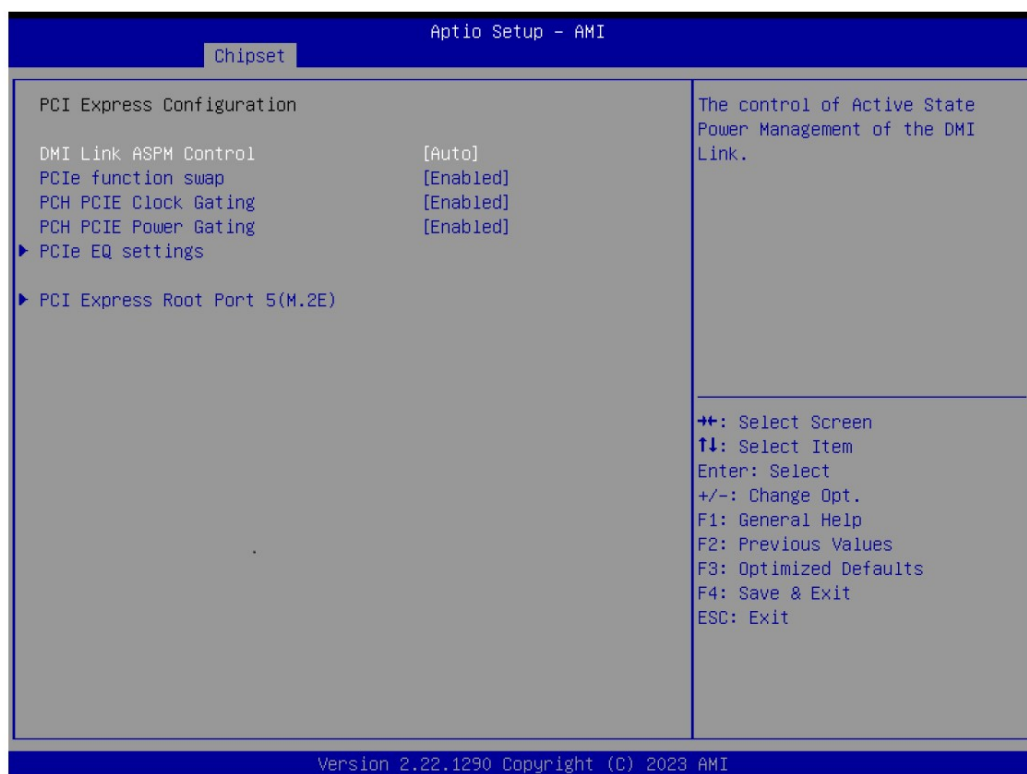 Aptio Setup - AMI
Chipset
PCI Express Configuration
DMI Link ASPM Control [Auto]
PCIe function swap [Enabled]
PCH PCIE Clock Gating [Enabled]
PCH PCIE Power Gating [Enabled]
▶ PCIe EQ settings
▶ PCI Express Root Port 5(M.2E)
The control of Active State
Power Management of the DMI
Link.
→←: Select Screen
↑↓: Select Item
Enter: Select
+/-: Change Opt.
F1: General Help
F2: Previous Values
F3: Optimized Defaults
F4: Save & Exit
ESC: Exit
Version 2.22.1290 Copyright (C) 2023 AMI